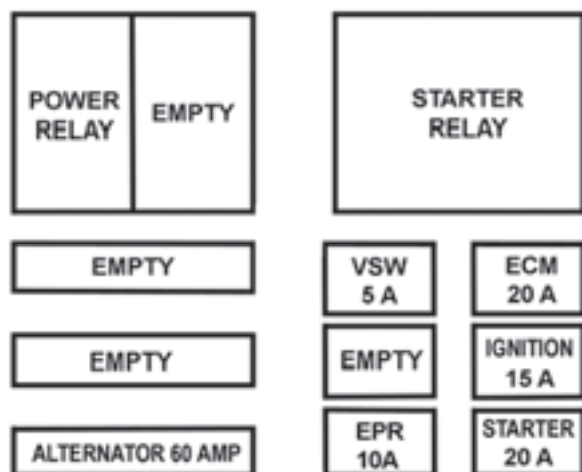 POWER
RELAY
EMPTY
STARTER
RELAY
EMPTY
VSW
5 A
ECM
20 A
EMPTY
EMPTY
IGNITION
15 A
ALTERNATOR 60 AMP
EPR
10A
STARTER
20 A